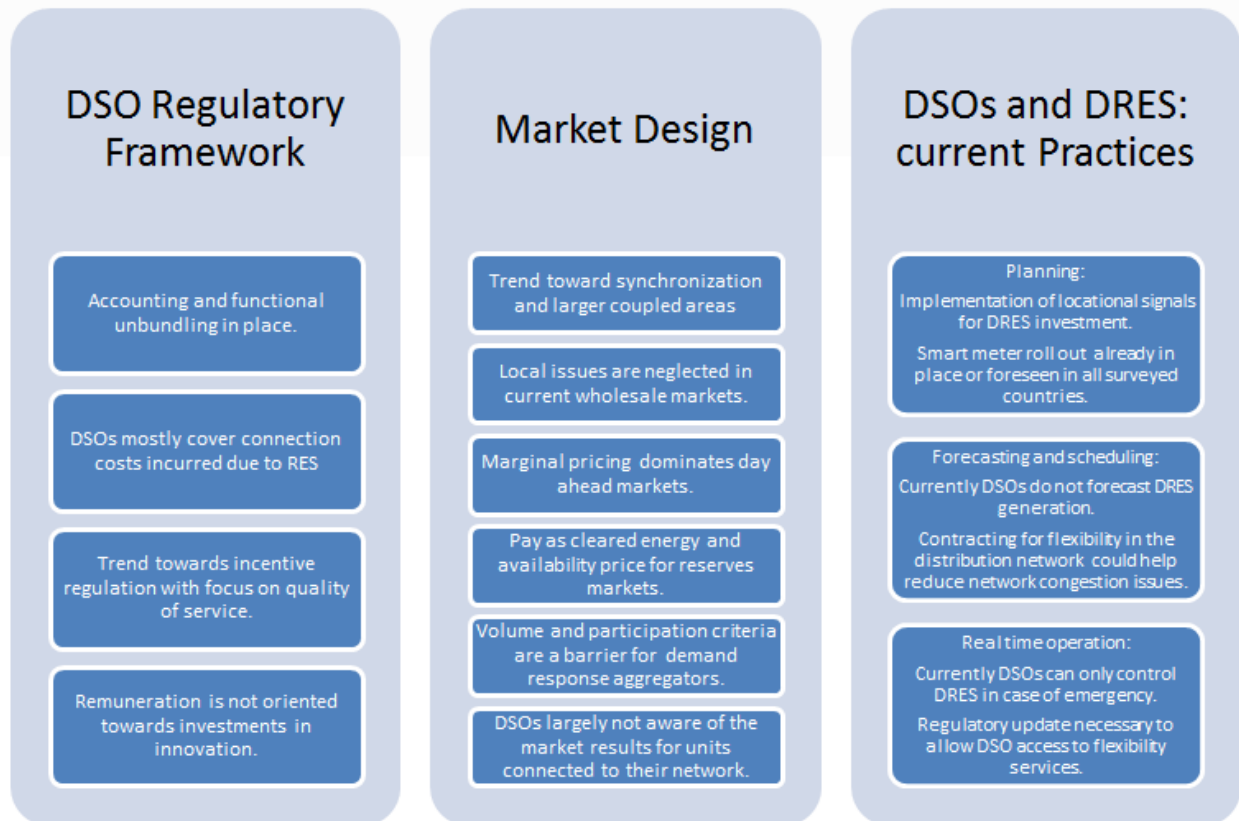 DSO Regulatory
Framework
Accounting and functional
unbundling in place.
DSOs mostly cover connection
costs incurred due to RES
Trend towards incentive
regulation with focus on quality
of service.
Remuneration is not oriented
towards investments in
innovation.
Market Design
Trend toward synchronization
and larger coupled areas
Local issues are neglected in
current wholesale markets.
Marginal pricing dominates day
ahead markets.
Pay as cleared energy and
availability price for reserves
markets.
Volume and participation criteria
are a barrier for demand
response aggregators.
DSOs largely not aware of the
market results for units
connected to their network.
DSOs and DRES:
current Practices
Planning:
Implementation of locational signals
for DRES investment.
Smart meter roll out already in
place or foreseen in all surveyed
countries.
Forecasting and scheduling:
Currently DSOs do not forecast DRES
generation.
Contracting for flexibility in the
distribution network could help
reduce network congestion issues.
Real time operation:
Currently DSOs can only control
DRES in case of emergency.
Regulatory update necessary to
allow DSO access to flexibility
services.